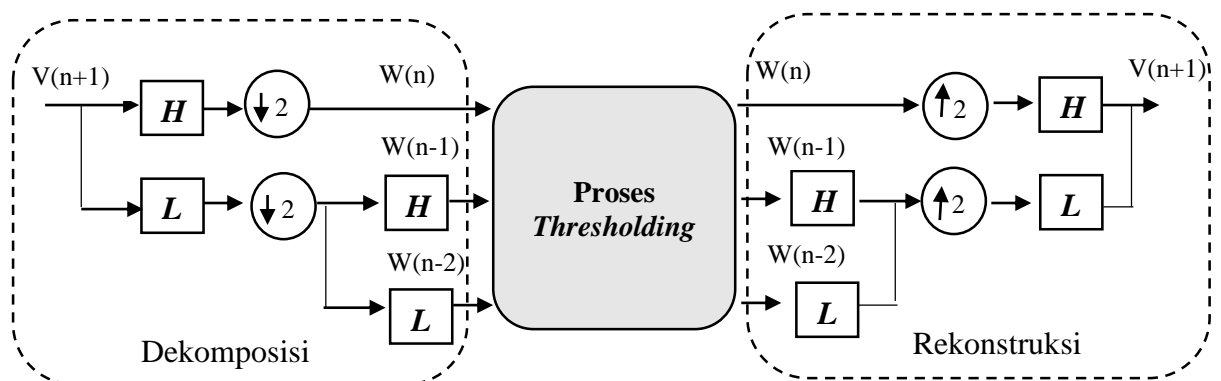 V(n+1)
W(n)
H
↓2
W(n-1)
L
↓2
H
W(n-2)
L
Dekomposisi
Proses
Thresholding
W(n)
V(n+1)
↑2
H
W(n-1)
H
↑2
L
W(n-2)
L
Rekonstruksi